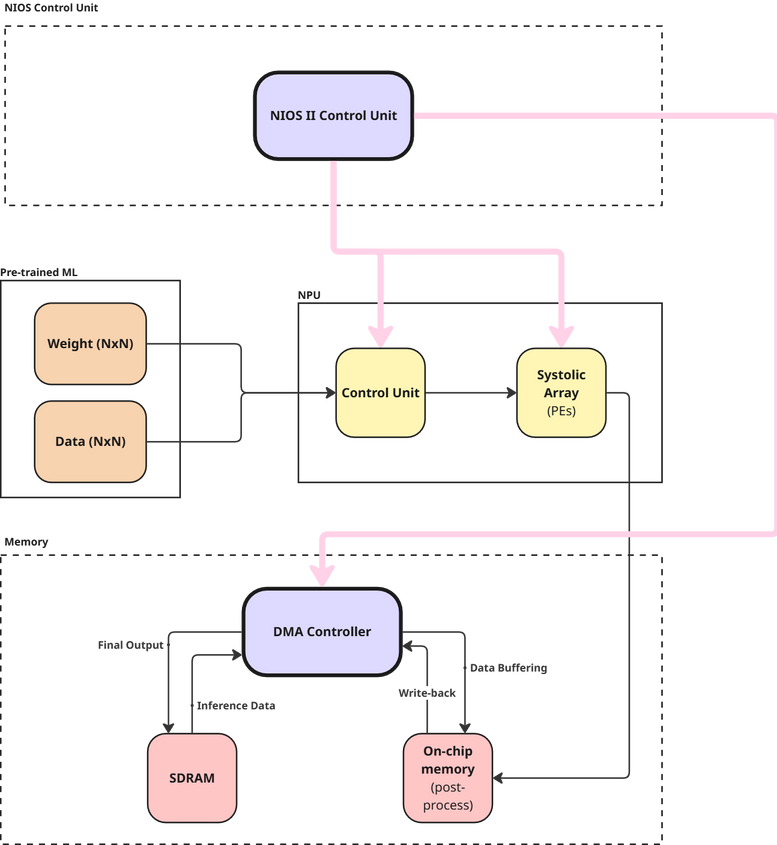 NIOS Control Unit
NIOS II Control Unit
Pre-trained ML
Weight (NxN)
Data (NxN)
NPU
Control Unit
Systolic
Array
(PEs)
Memory
DMA Controller
Final Output
Inference Data
Data Buffering
Write-back
SDRAM
On-chip
memory
(post-
process)